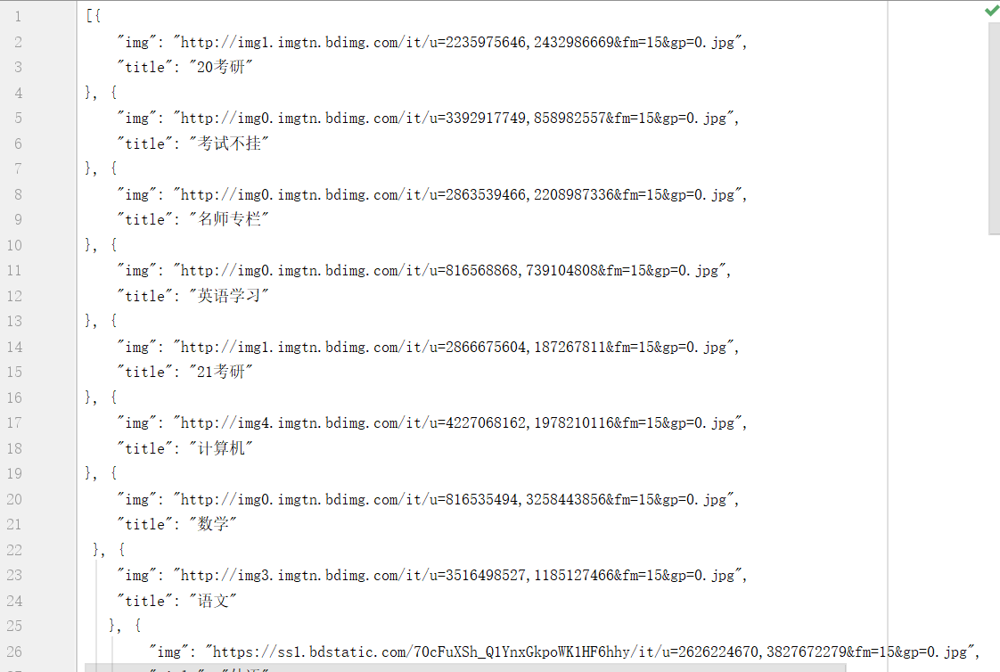 1 [{
2 "img": "http://img1.imgtn.bdimg.com/it/u=2235975646,2432986669&fm=15&gp=0.jpg",
3 "title": "20考研"
4 }, {
5 "img": "http://img0.imgtn.bdimg.com/it/u=3392917749,858982557&fm=15&gp=0.jpg",
6 "title": "考试不挂"
7 }, {
8 "img": "http://img0.imgtn.bdimg.com/it/u=2863539466,2208987336&fm=15&gp=0.jpg",
9 "title": "名师专栏"
10 }, {
11 "img": "http://img0.imgtn.bdimg.com/it/u=816568868,739104808&fm=15&gp=0.jpg",
12 "title": "英语学习"
13 }, {
14 "img": "http://img1.imgtn.bdimg.com/it/u=2866675604,187267811&fm=15&gp=0.jpg",
15 "title": "21考研"
16 }, {
17 "img": "http://img4.imgtn.bdimg.com/it/u=4227068162,1978210116&fm=15&gp=0.jpg",
18 "title": "计算机"
19 }, {
20 "img": "http://img0.imgtn.bdimg.com/it/u=816535494,3258443856&fm=15&gp=0.jpg",
21 "title": "数学"
22 }, {
23 "img": "http://img3.imgtn.bdimg.com/it/u=3516498527,1185127466&fm=15&gp=0.jpg",
24 "title": "语文"
25 }, {
26 "img": "https://ss1.bdstatic.com/70cFuXSh_Q1YnxGkpoWK1HF6hhy/it/u=2626224670,3827672279&fm=15&gp=0.jpg",